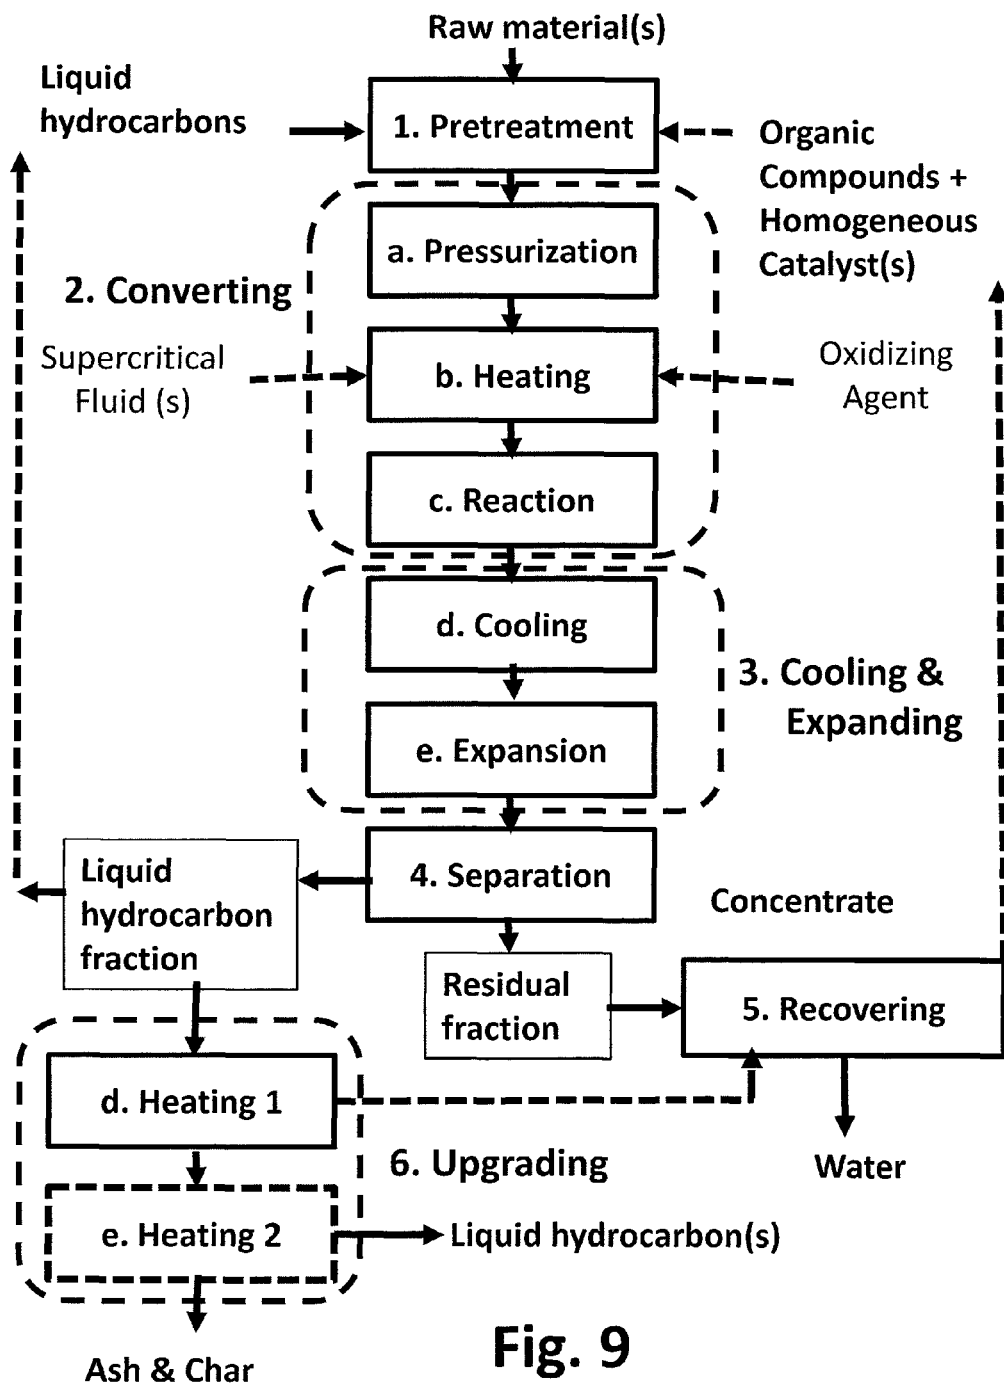 Raw material(s)
Liquid
hydrocarbons
1. Pretreatment
Organic
Compounds +
Homogeneous
Catalyst(s)
a. Pressurization
2. Converting
Supercritical
Fluid (s)
b. Heating
Oxidizing
Agent
c. Reaction
d. Cooling
3. Cooling &
Expanding
e. Expansion
4. Separation
Liquid
hydrocarbon
fraction
Concentrate
Residual
fraction
5. Recovering
d. Heating 1
6. Upgrading
Water
e. Heating 2
Liquid hydrocarbon(s)
Ash & Char
Fig. 9